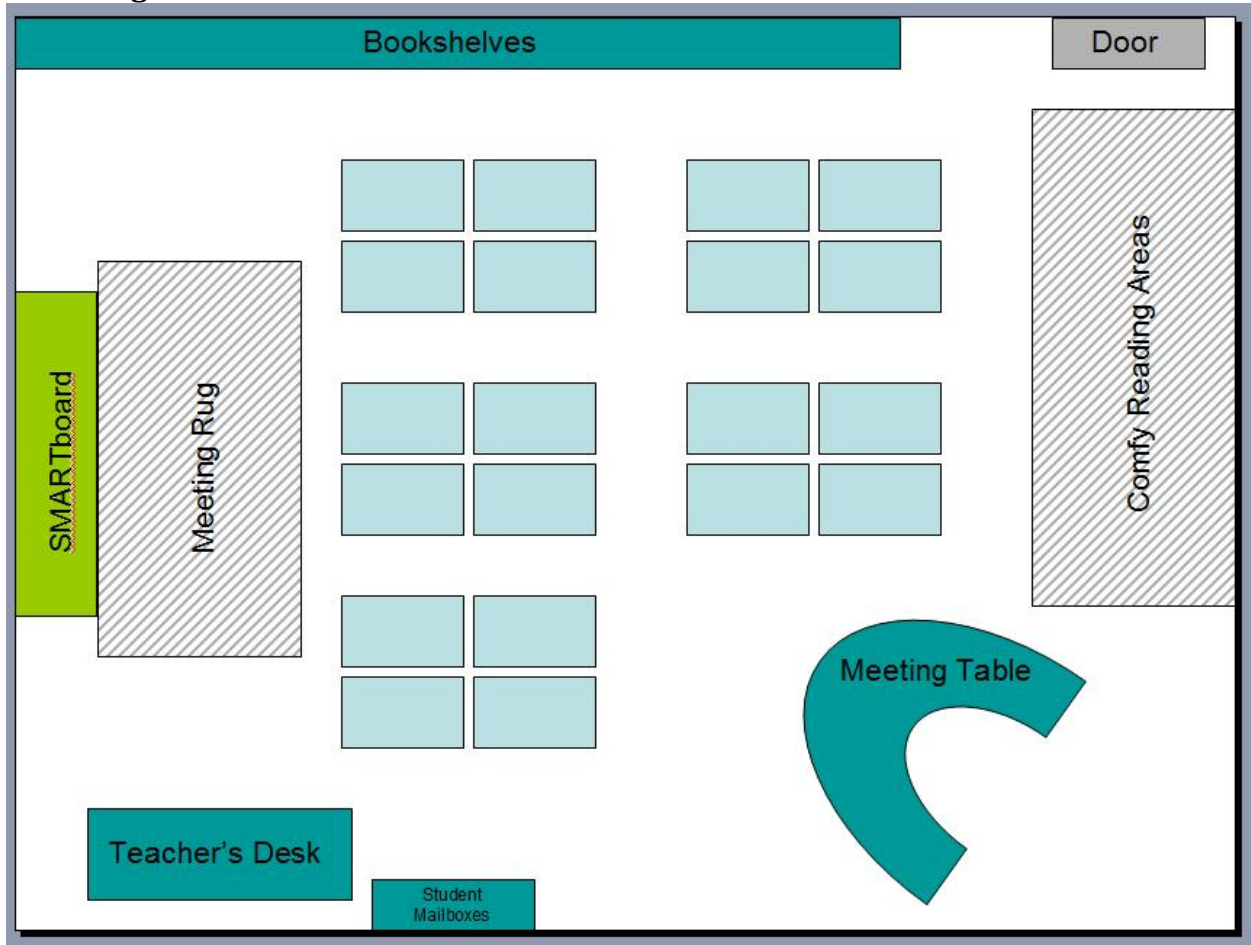 Bookshelves
Door
SMARTboard
Meeting Rug
Comfy Reading Areas
Meeting Table
Teacher's Desk
Student
Mailboxes